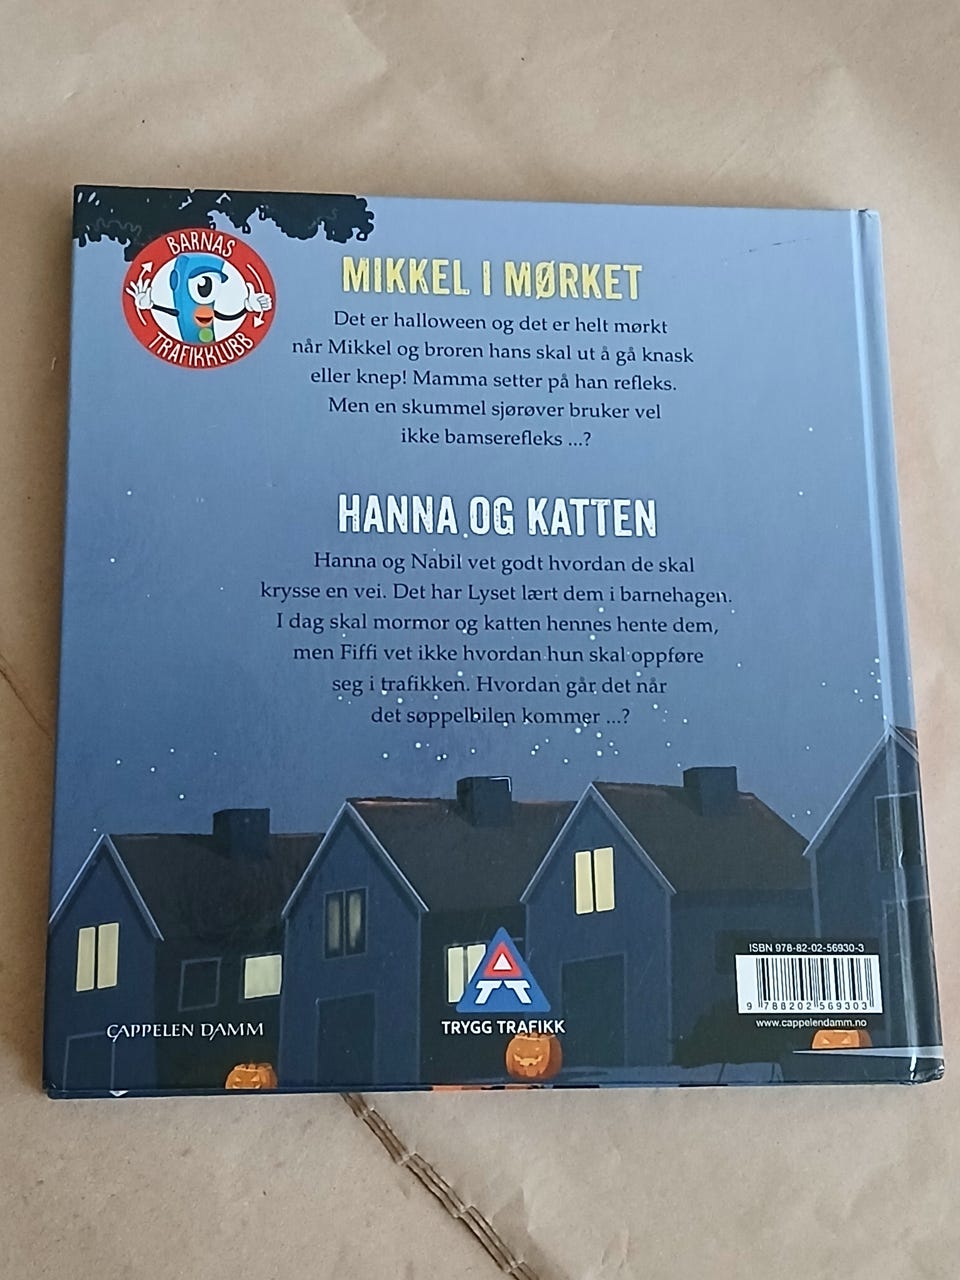 BARNAS
TRAFIKKLUBB
MIKKEL I MØRKET
Det er halloween og det er helt mørkt
når Mikkel og broren hans skal ut å gå knask
eller knep! Mamma setter på han refleks.
Men en skummel sjørøver bruker vel
ikke bamserefleks ...?
HANNA OG KATTEN
Hanna og Nabil vet godt hvordan de skal
krysse en vei. Det har Lyset lært dem i barnehagen.
I dag skal mormor og katten hennes hente dem,
men Fiffi vet ikke hvordan hun skal oppføre
seg i trafikken. Hvordan går det når
det søppelbilen kommer ...?
ISBN 978-82-02-56930-3
9 788202 569303
www.cappelendamm.no
CAPPELEN DAMM
TT
TRYGG TRAFIKK